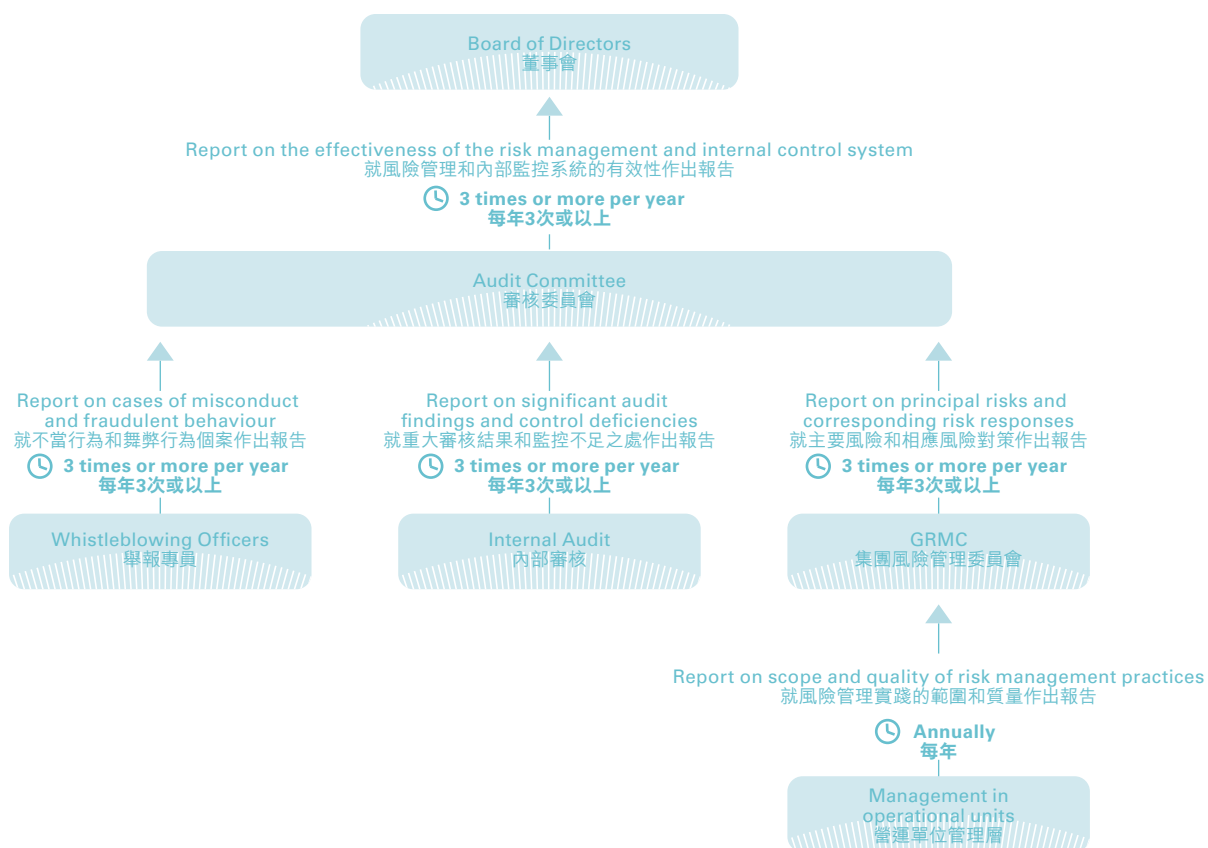 Board of Directors
董事會
Report on the effectiveness of the risk management and internal control system
就風險管理和內部監控系統的有效性作出報告
3 times or more per year
每年3次或以上
Audit Committee
審核委員會
Report on cases of misconduct
and fraudulent behaviour
就不當行為和舞弊行為個案作出報告
3 times or more per year
每年3次或以上
Whistleblowing Officers
舉報專員
Report on significant audit
findings and control deficiencies
就重大審核結果和監控不足之處作出報告
3 times or more per year
每年3次或以上
Internal Audit
內部審核
Report on principal risks and
corresponding risk responses
就主要風險和相應風險對策作出報告
3 times or more per year
每年3次或以上
GRMC
集團風險管理委員會
Report on scope and quality of risk management practices
就風險管理實踐的範圍和質量作出報告
Annually
每年
Management in
operational units
營運單位管理層